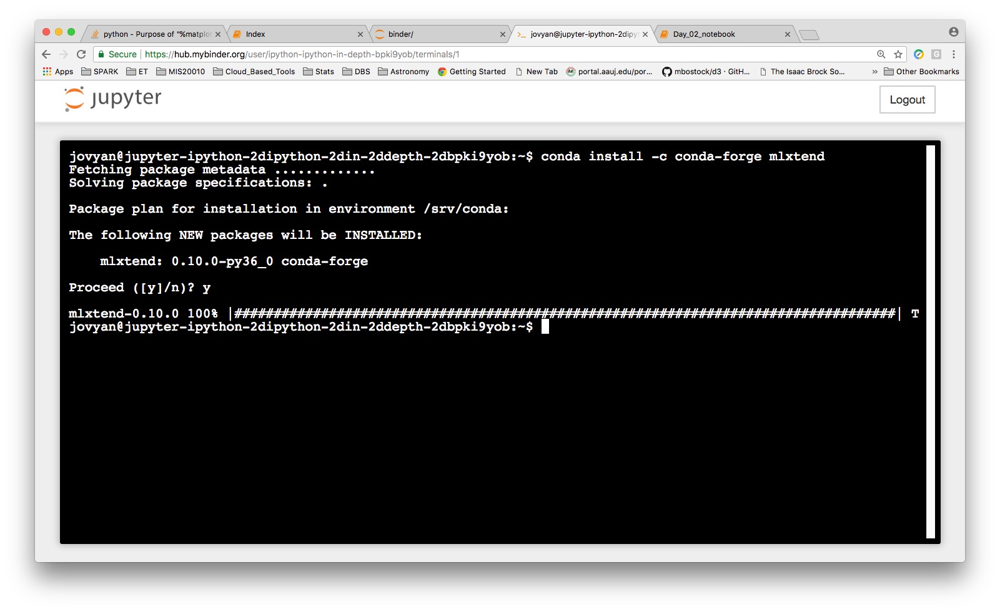 python - Purpose of "%matplot
Index
binder/
jovyan@jupyter-ipython-2dipy
Day_02_notebook
Secure https://hub.mybinder.org/user/ipython-ipython-in-depth-bpki9yob/terminals/1
Apps SPARK ET MIS20010 Cloud_Based_Tools Stats DBS Astronomy Getting Started New Tab portal.aauj.edu/por... mbostock/d3 · GitH... The Isaac Brock So... » Other Bookmarks
jupyter
Logout
jovyan@jupyter-ipython-2dipython-2din-2ddepth-2dbpki9yob:~$ conda install -c conda-forge mlxtend
Fetching package metadata .............
Solving package specifications: .
Package plan for installation in environment /srv/conda:
The following NEW packages will be INSTALLED:
mlxtend: 0.10.0-py36_0 conda-forge
Proceed ([y]/n)? y
mlxtend-0.10.0 100% |####################################################################################| T
jovyan@jupyter-ipython-2dipython-2din-2ddepth-2dbpki9yob:~$